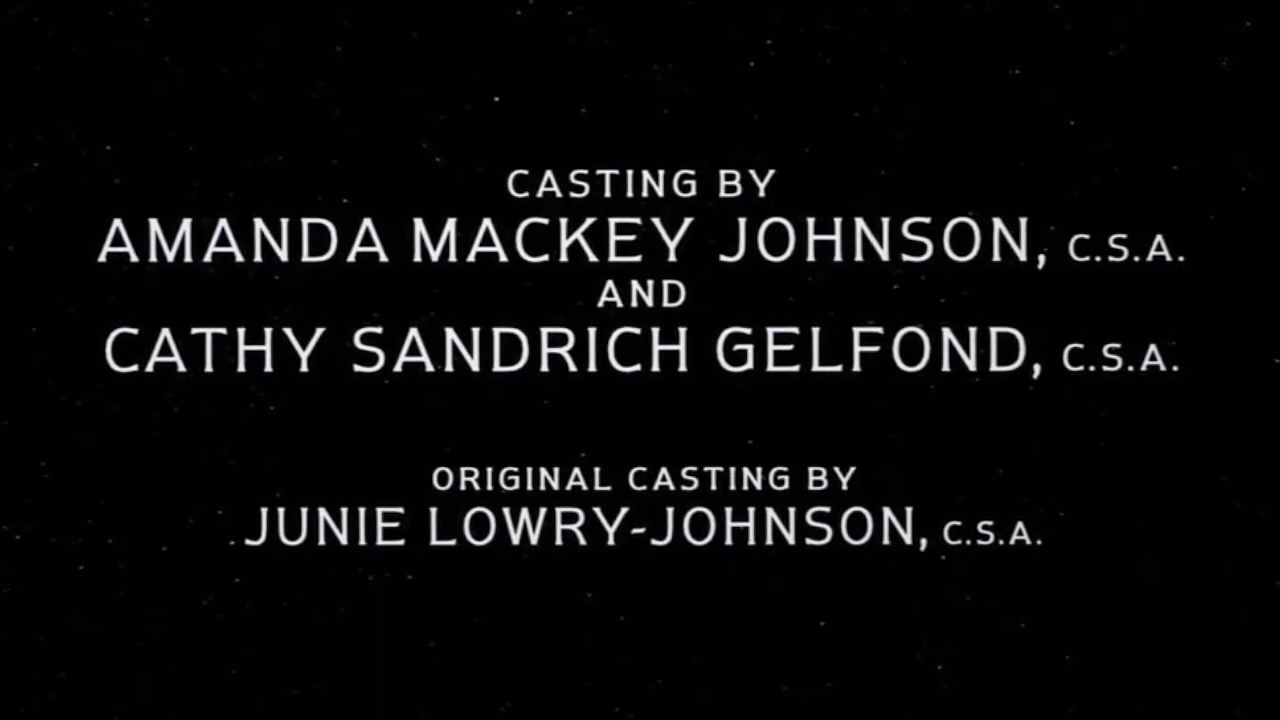 CASTING BY
AMANDA MACKEY JOHNSON, C.S.A.
AND
CATHY SANDRICH GELFOND, C.S.A.
ORIGINAL CASTING BY
JUNIE LOWRY-JOHNSON, C.S.A.